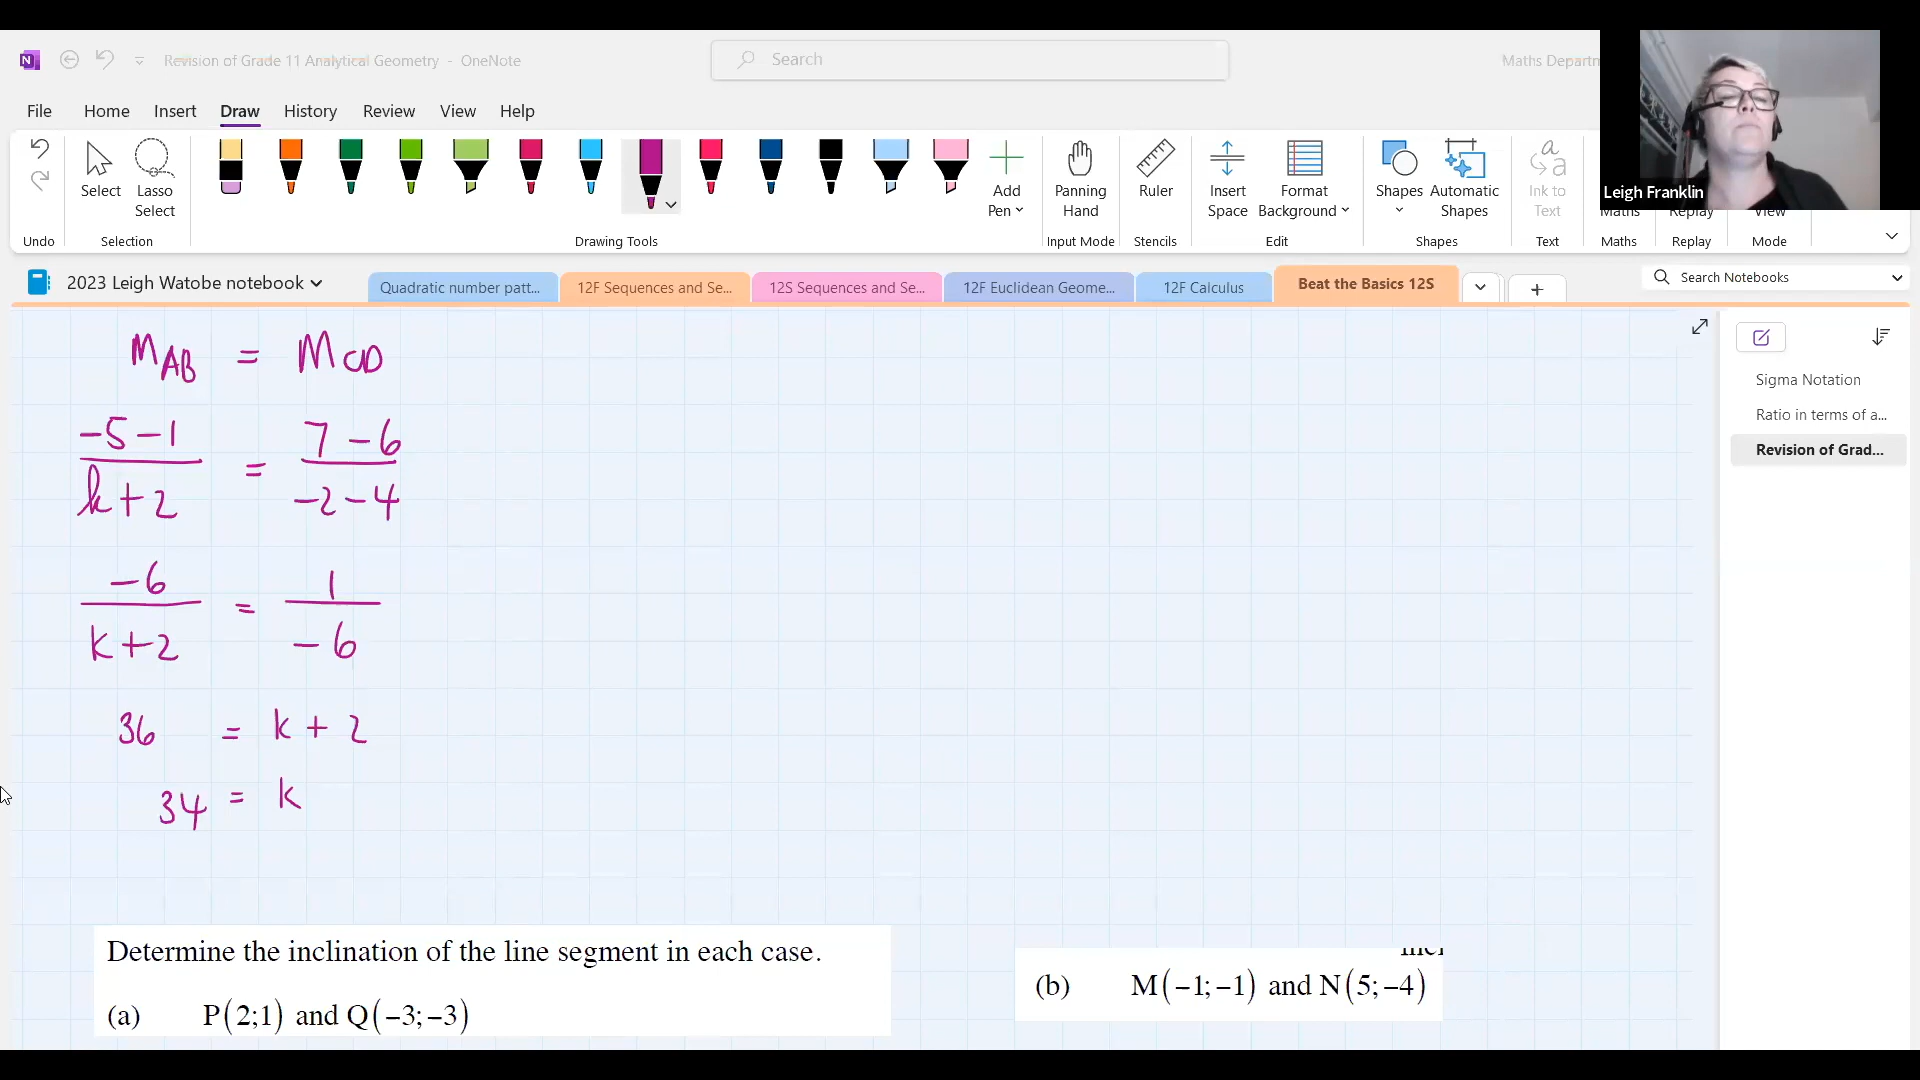 Revision of Grade 11 Analytical Geometry - OneNote
Search
Maths Departn
Leigh Franklin
File Home Insert Draw History Review View Help
Undo
Select
Lasso Select
Selection
Drawing Tools
Add Pen
Panning Hand
Input Mode
Ruler
Stencils
Insert Space
Format Background
Edit
Shapes
Automatic Shapes
Shapes
Ink to Text
Text
Maths
Maths
Replay
Replay
View
Mode
2023 Leigh Watobe notebook
Quadratic number patt...
12F Sequences and Se...
12S Sequences and Se...
12F Euclidean Geome...
12F Calculus
Beat the Basics 12S
Search Notebooks
Sigma Notation
Ratio in terms of a...
Revision of Grad...
MAB = MCD
-5-1 / k+2 = 7-6 / -2-4
-6 / k+2 = 1 / -6
36 = k + 2
34 = k
Determine the inclination of the line segment in each case.
(a) P(2;1) and Q(−3;−3)
(b) M(−1;−1) and N(5;−4)